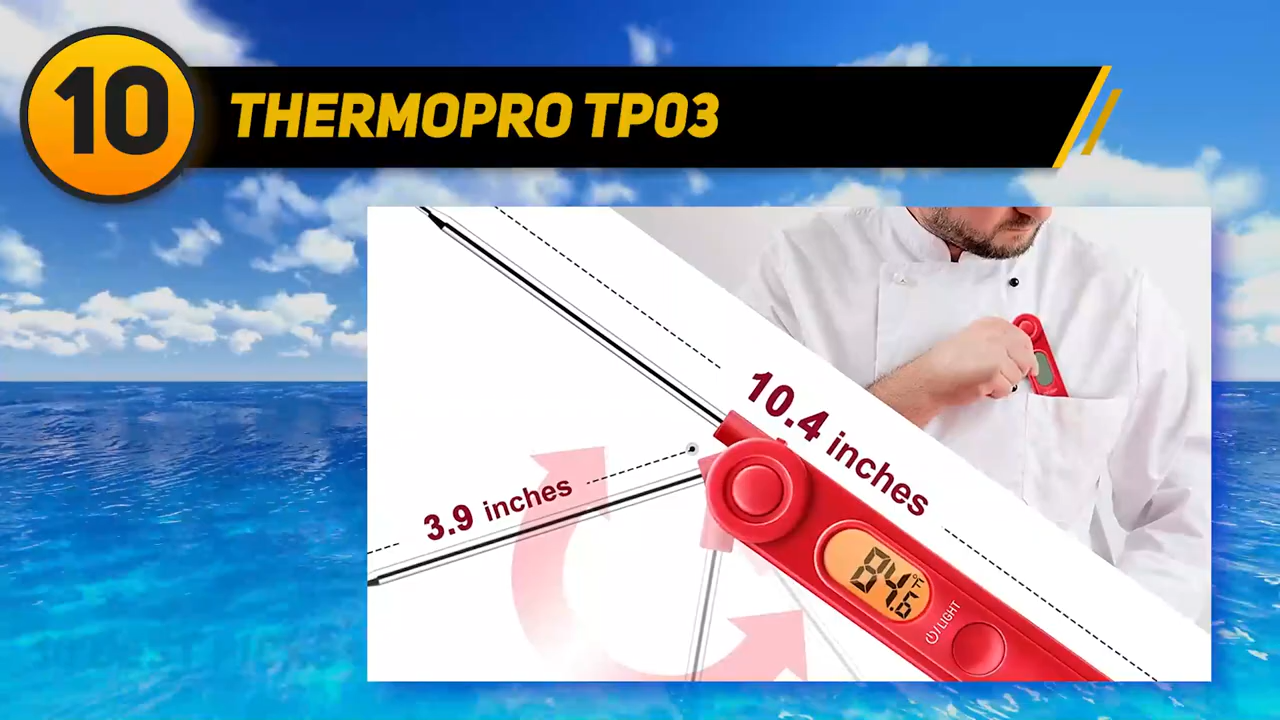 10
THERMOPRO TP03
10.4 inches
3.9 inches
84.6°F
/LIGHT